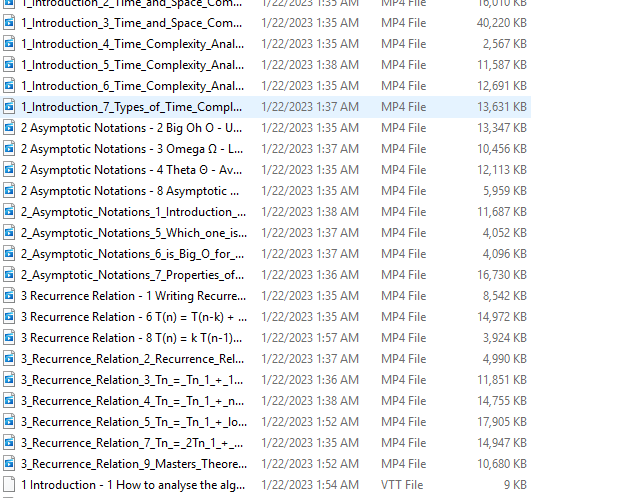 1_Introduction_2_Time_and_Space_Com... 1/22/2023 1:35 AM MP4 File 16,010 KB
1_Introduction_3_Time_and_Space_Com... 1/22/2023 1:35 AM MP4 File 40,220 KB
1_Introduction_4_Time_Complexity_Anal... 1/22/2023 1:35 AM MP4 File 2,567 KB
1_Introduction_5_Time_Complexity_Anal... 1/22/2023 1:38 AM MP4 File 11,587 KB
1_Introduction_6_Time_Complexity_Anal... 1/22/2023 1:35 AM MP4 File 12,691 KB
1_Introduction_7_Types_of_Time_Compl... 1/22/2023 1:37 AM MP4 File 13,631 KB
2 Asymptotic Notations - 2 Big Oh O - U... 1/22/2023 1:35 AM MP4 File 13,347 KB
2 Asymptotic Notations - 3 Omega Ω - L... 1/22/2023 1:37 AM MP4 File 10,456 KB
2 Asymptotic Notations - 4 Theta Θ - Av... 1/22/2023 1:35 AM MP4 File 12,113 KB
2 Asymptotic Notations - 8 Asymptotic ... 1/22/2023 1:35 AM MP4 File 5,959 KB
2_Asymptotic_Notations_1_Introduction_... 1/22/2023 1:38 AM MP4 File 11,687 KB
2_Asymptotic_Notations_5_Which_one_is... 1/22/2023 1:37 AM MP4 File 4,052 KB
2_Asymptotic_Notations_6_is_Big_O_for_... 1/22/2023 1:37 AM MP4 File 4,096 KB
2_Asymptotic_Notations_7_Properties_of... 1/22/2023 1:36 AM MP4 File 16,730 KB
3 Recurrence Relation - 1 Writing Recurre... 1/22/2023 1:35 AM MP4 File 8,542 KB
3 Recurrence Relation - 6 T(n) = T(n-k) + ... 1/22/2023 1:35 AM MP4 File 14,972 KB
3 Recurrence Relation - 8 T(n) = k T(n-1)... 1/22/2023 1:57 AM MP4 File 3,924 KB
3_Recurrence_Relation_2_Recurrence_Rel... 1/22/2023 1:37 AM MP4 File 4,990 KB
3_Recurrence_Relation_3_Tn_=_Tn_1_+_1... 1/22/2023 1:36 AM MP4 File 11,851 KB
3_Recurrence_Relation_4_Tn_=_Tn_1_+_n... 1/22/2023 1:38 AM MP4 File 14,755 KB
3_Recurrence_Relation_5_Tn_=_Tn_1_+_lo... 1/22/2023 1:52 AM MP4 File 17,905 KB
3_Recurrence_Relation_7_Tn_=_2Tn_1_+_... 1/22/2023 1:35 AM MP4 File 14,947 KB
3_Recurrence_Relation_9_Masters_Theore... 1/22/2023 1:52 AM MP4 File 10,680 KB
1 Introduction - 1 How to analyse the alg... 1/22/2023 1:54 AM VTT File 9 KB